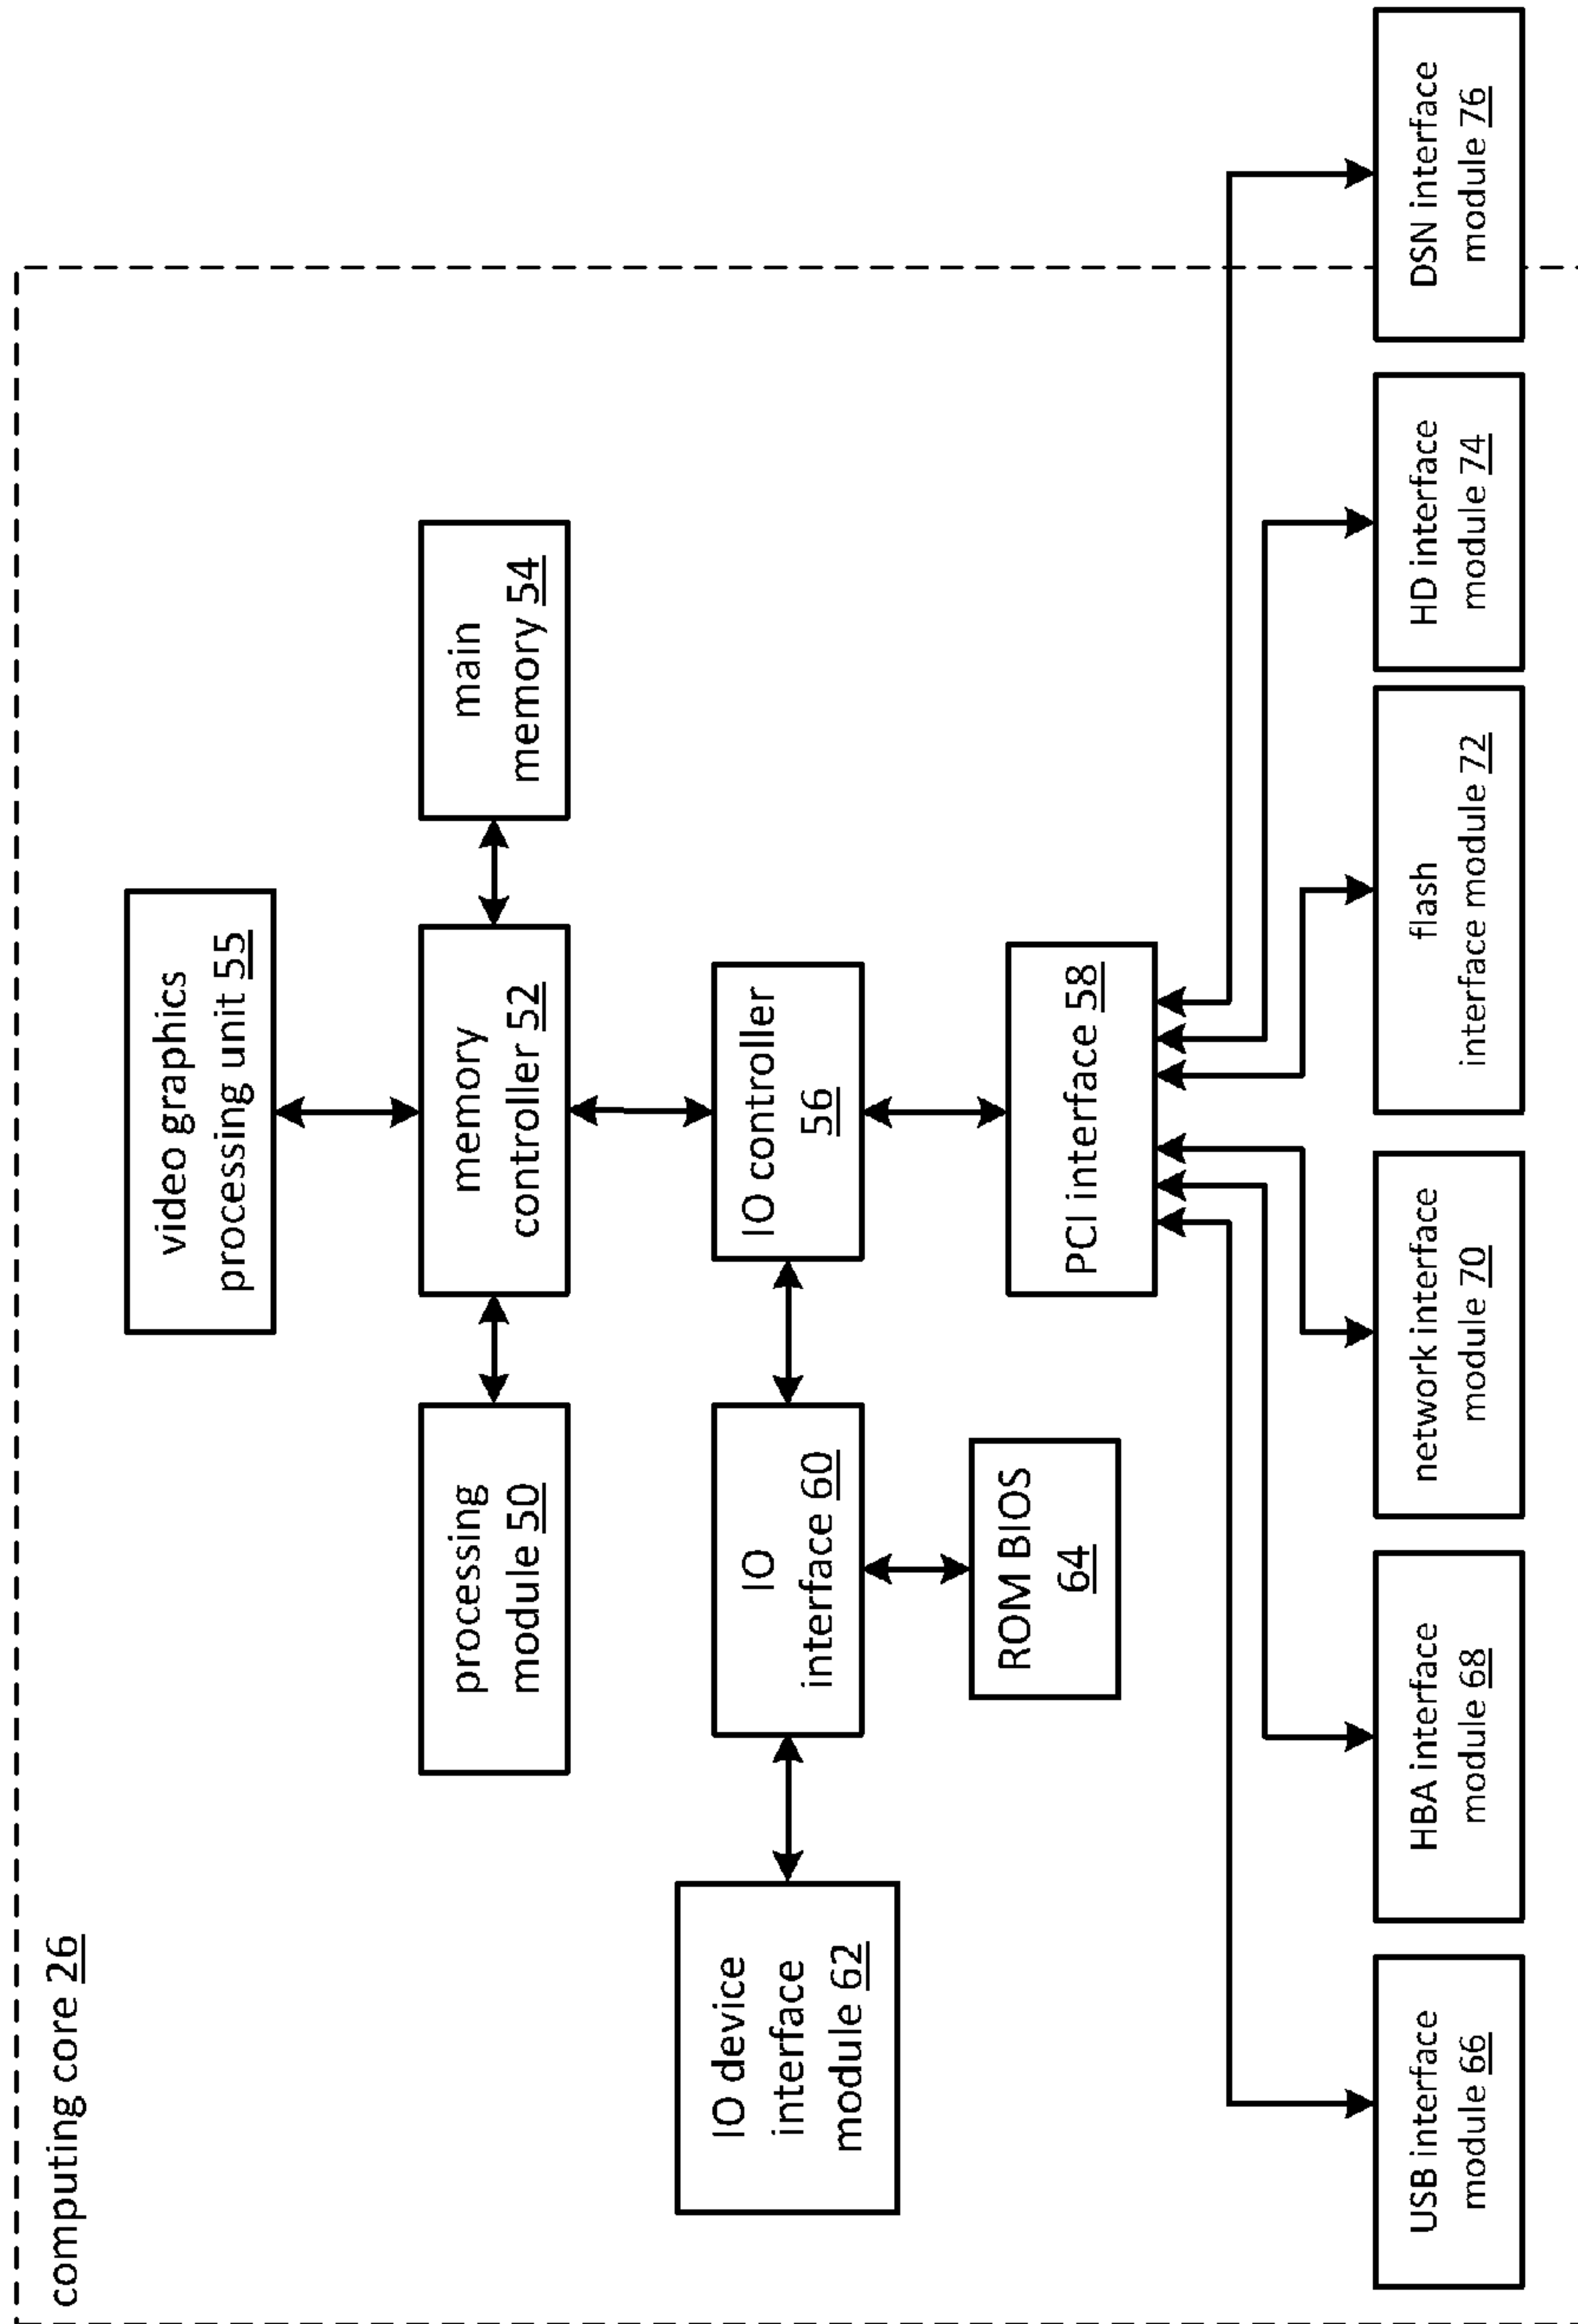 computing core 26
video graphics
processing unit 55
processing
module 50
memory
controller 52
main
memory 54
IO device
interface
module 62
IO
interface 60
IO controller
56
ROM BIOS
64
PCI interface 58
USB interface
module 66
HBA interface
module 68
network interface
module 70
flash
interface module 72
HD interface
module 74
DSN interface
module 76